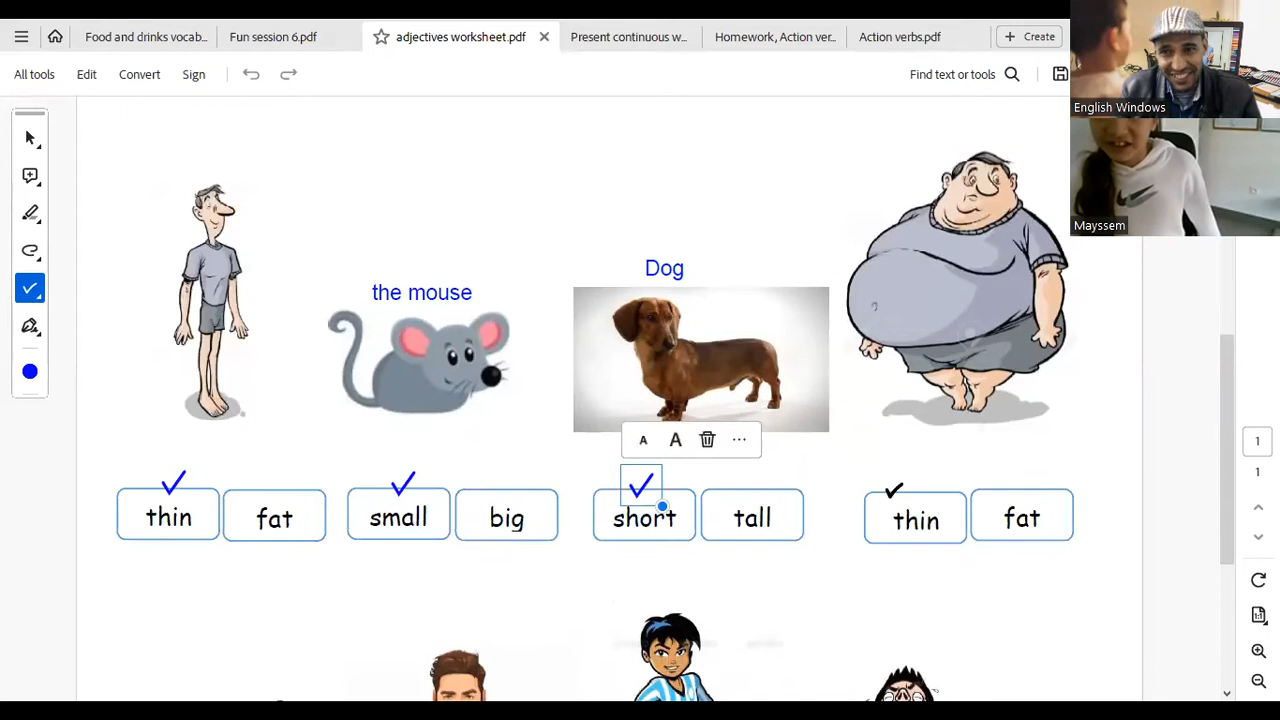 Food and drinks vocab...
Fun session 6.pdf
adjectives worksheet.pdf
Present continuous w...
Homework, Action ver...
Action verbs.pdf
Create
All tools
Edit
Convert
Sign
Find text or tools
English Windows
Mayssem
the mouse
Dog
A A ...
thin
fat
small
big
short
tall
thin
fat
1
1
1:1